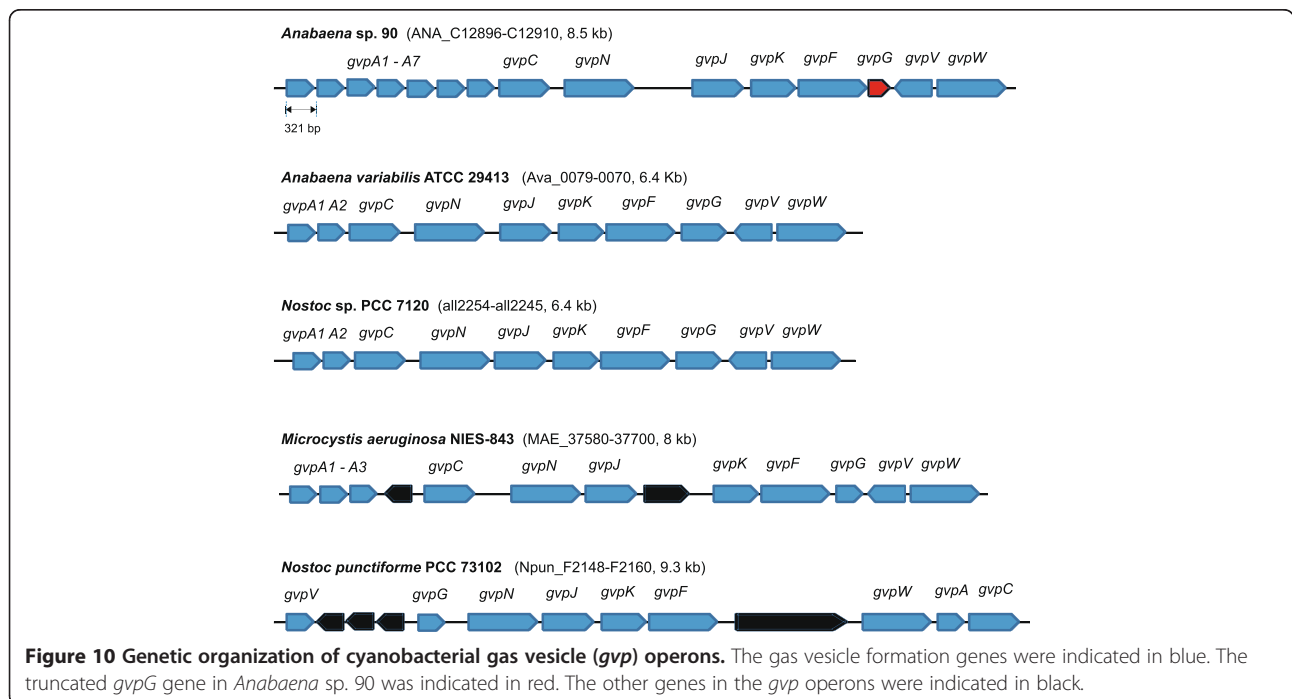 Anabaena sp. 90 (ANA_C12896-C12910, 8.5 kb)
gvpA1 - A7 gvpC gvpN gvpJ gvpK gvpF gvpG gvpV gvpW
321 bp
Anabaena variabilis ATCC 29413 (Ava_0079-0070, 6.4 Kb)
gvpA1 A2 gvpC gvpN gvpJ gvpK gvpF gvpG gvpV gvpW
Nostoc sp. PCC 7120 (all2254-all2245, 6.4 kb)
gvpA1 A2 gvpC gvpN gvpJ gvpK gvpF gvpG gvpV gvpW
Microcystis aeruginosa NIES-843 (MAE_37580-37700, 8 kb)
gvpA1 - A3 gvpC gvpN gvpJ gvpK gvpF gvpG gvpV gvpW
Nostoc punctiforme PCC 73102 (Npun_F2148-F2160, 9.3 kb)
gvpV gvpG gvpN gvpJ gvpK gvpF gvpW gvpA gvpC
Figure 10 Genetic organization of cyanobacterial gas vesicle (gvp) operons. The gas vesicle formation genes were indicated in blue. The
truncated gvpG gene in Anabaena sp. 90 was indicated in red. The other genes in the gvp operons were indicated in black.